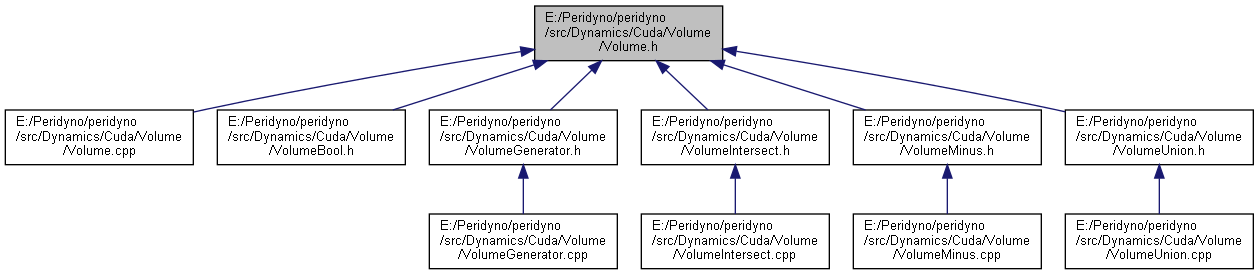 E:/Peridyno/peridyno
/src/Dynamics/Cuda/Volume
/Volume.h
E:/Peridyno/peridyno
/src/Dynamics/Cuda/Volume
/Volume.cpp
E:/Peridyno/peridyno
/src/Dynamics/Cuda/Volume
/VolumeBool.h
E:/Peridyno/peridyno
/src/Dynamics/Cuda/Volume
/VolumeGenerator.h
E:/Peridyno/peridyno
/src/Dynamics/Cuda/Volume
/VolumeIntersect.h
E:/Peridyno/peridyno
/src/Dynamics/Cuda/Volume
/VolumeMinus.h
E:/Peridyno/peridyno
/src/Dynamics/Cuda/Volume
/VolumeUnion.h
E:/Peridyno/peridyno
/src/Dynamics/Cuda/Volume
/VolumeGenerator.cpp
E:/Peridyno/peridyno
/src/Dynamics/Cuda/Volume
/VolumeIntersect.cpp
E:/Peridyno/peridyno
/src/Dynamics/Cuda/Volume
/VolumeMinus.cpp
E:/Peridyno/peridyno
/src/Dynamics/Cuda/Volume
/VolumeUnion.cpp